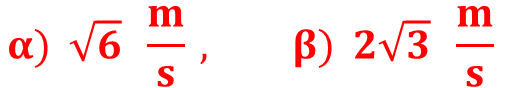 α) √6 m/s , β) 2√3 m/s